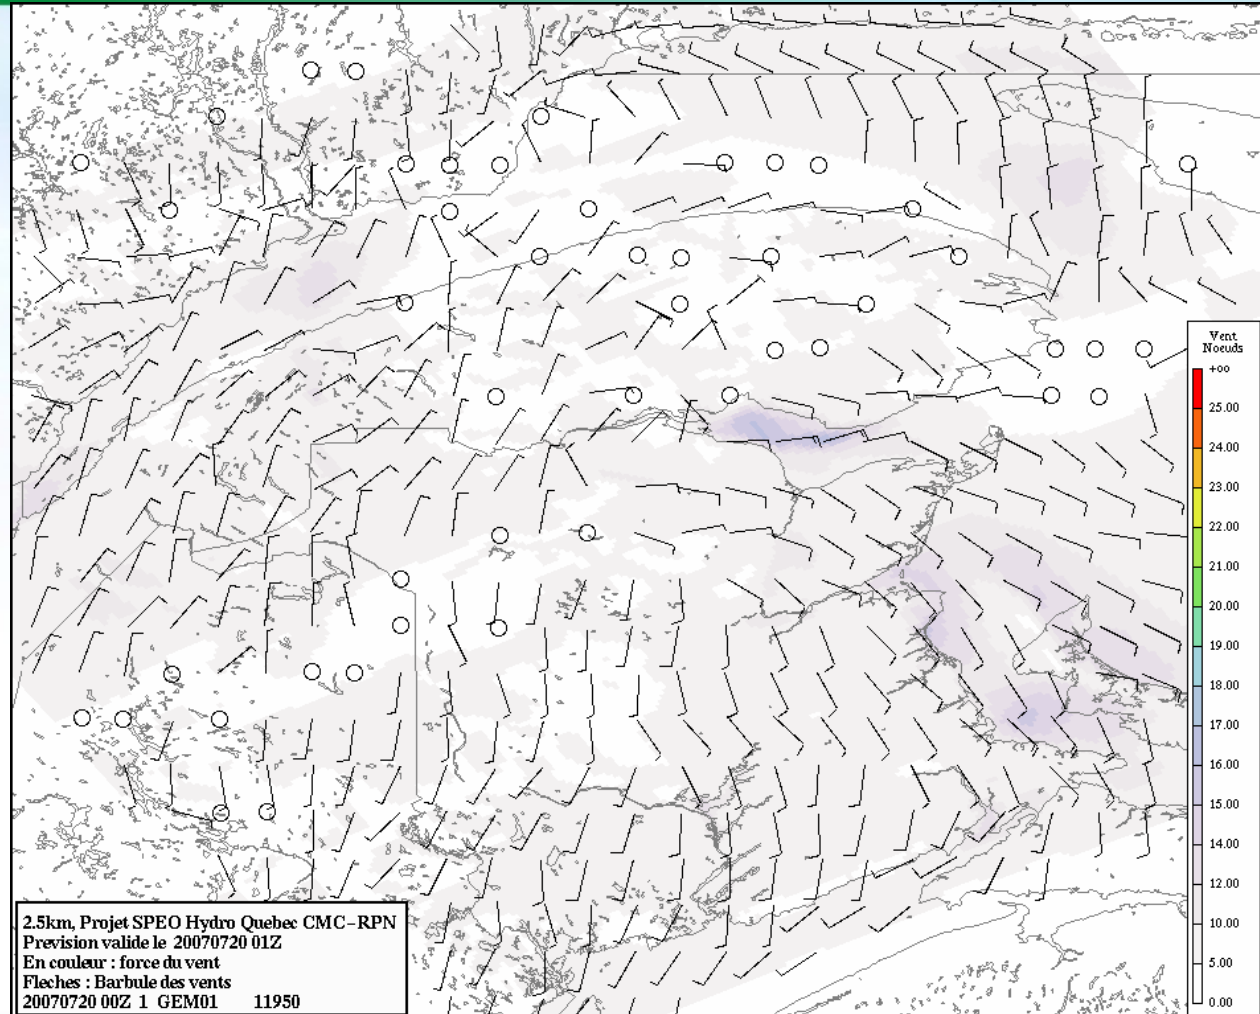 Vent
Noeuds
+oo
25.00
24.00
23.00
22.00
21.00
20.00
19.00
18.00
17.00
16.00
15.00
14.00
12.00
10.00
5.00
0.00
2.5km, Projet SPEO Hydro Quebec CMC-RPN
Prevision valide le 20070720 01Z
En couleur : force du vent
Fleches : Barbule des vents
20070720 00Z 1 GEM01 11950